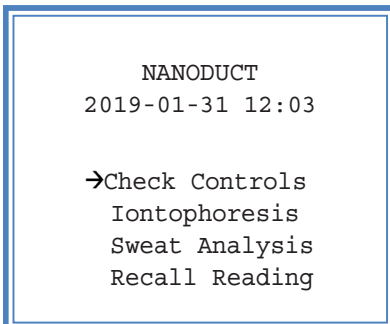 NANODUCT
2019-01-31 12:03
→Check Controls
Iontophoresis
Sweat Analysis
Recall Reading